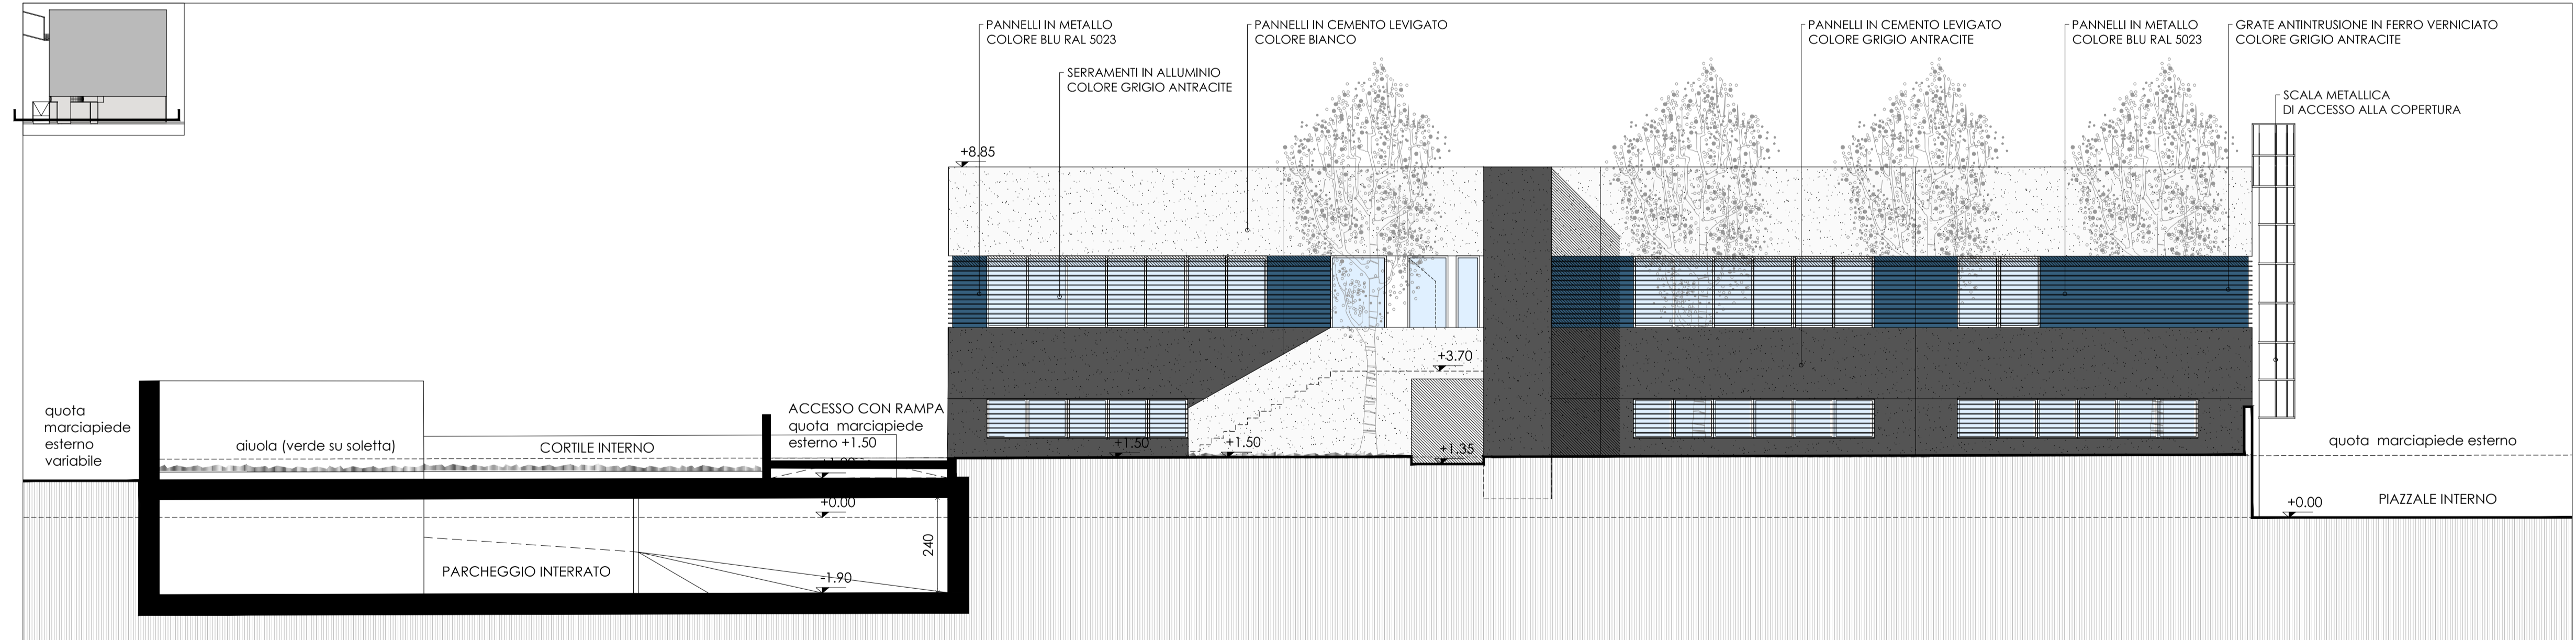 PANNELLI IN METALLO
COLORE BLU RAL 5023
PANNELLI IN CEMENTO LEVIGATO
COLORE BIANCO
PANNELLI IN CEMENTO LEVIGATO
COLORE GRIGIO ANTRACITE
PANNELLI IN METALLO
COLORE BLU RAL 5023
GRATE ANTINTRUSIONE IN FERRO VERNICIATO
COLORE GRIGIO ANTRACITE
SERRAMENTI IN ALLUMINIO
COLORE GRIGIO ANTRACITE
SCALA METALLICA
DI ACCESSO ALLA COPERTURA
+8.85
+3.70
quota
marciapiede
esterno
variabile
aiuola (verde su soletta)
CORTILE INTERNO
ACCESSO CON RAMPA
quota marciapiede
esterno +1.50
+1.50
+1.50
+1.35
quota marciapiede esterno
+0.00
PIAZZALE INTERNO
+0.00
240
PARCHEGGIO INTERRATO
-1.90